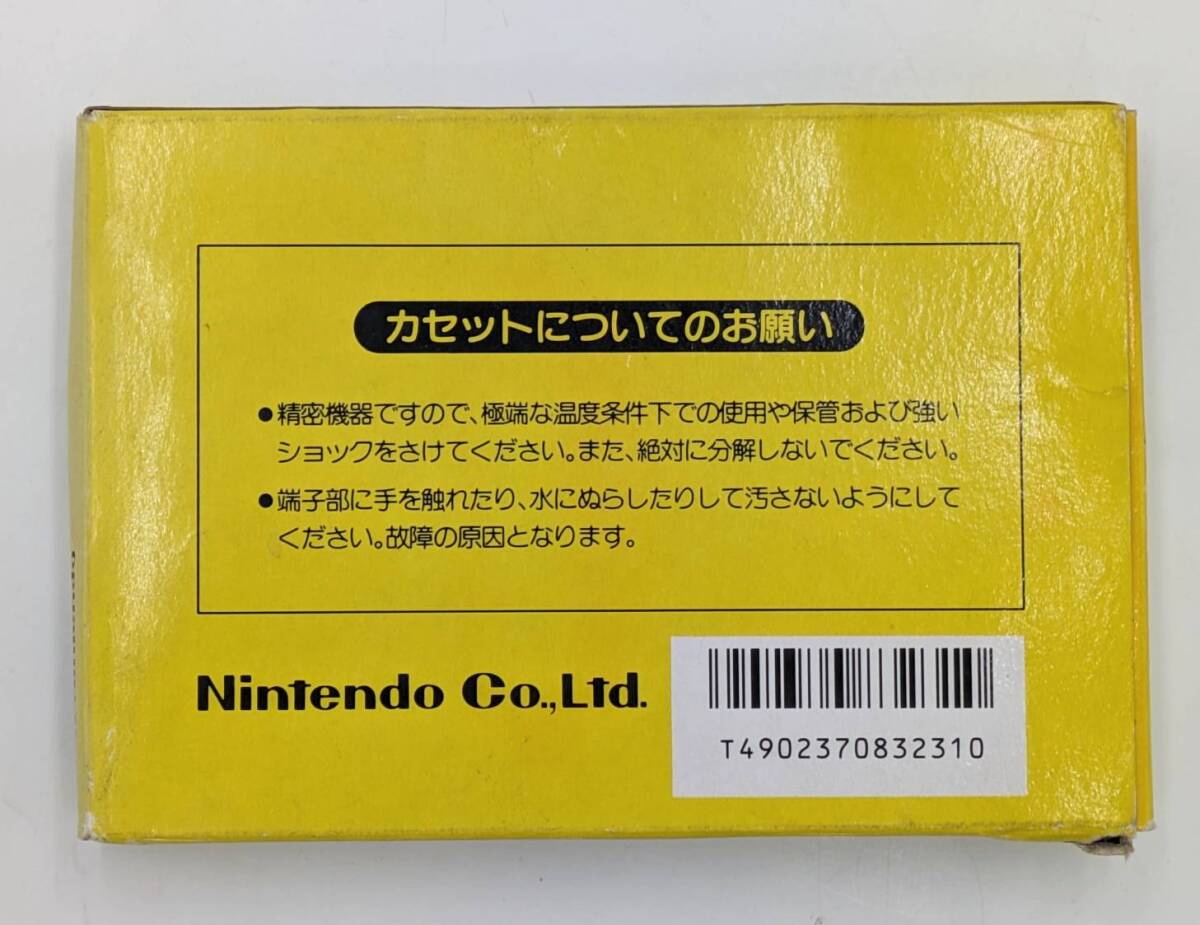 カセットについてのお願い
●精密機器ですので、極端な温度条件下での使用や保管および強い
ショックをさけてください。また、絶対に分解しないでください。
●端子部に手を触れたり、水にぬらしたりして汚さないようにして
ください。故障の原因となります。
Nintendo Co.,Ltd.
T4902370832310